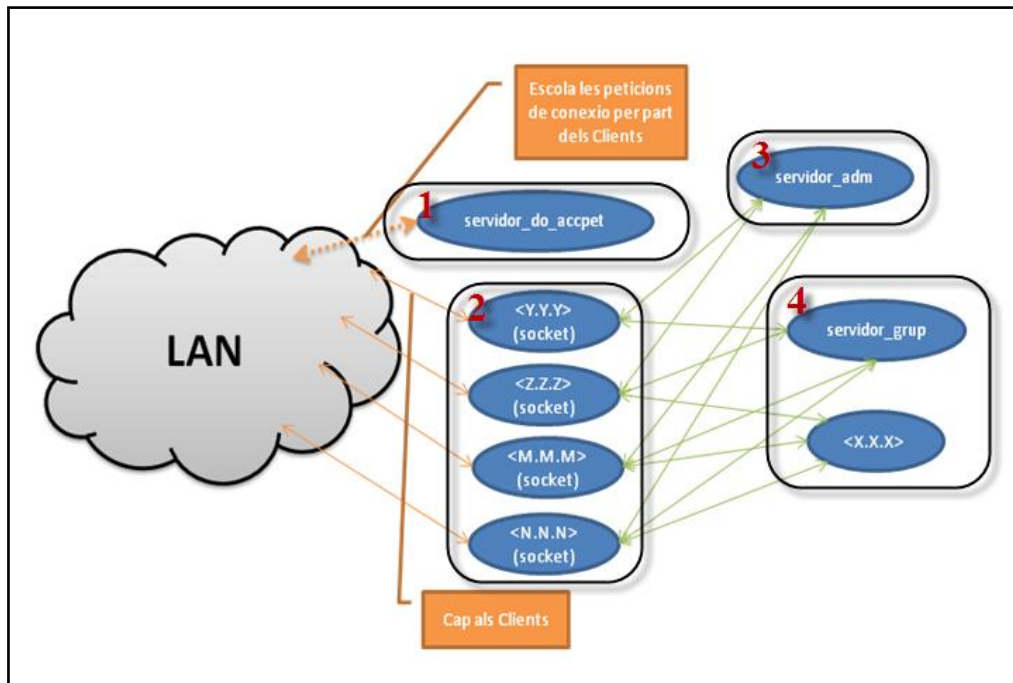 Escola les peticions
de conexio per part
dels Clients
3
servidor_adm
1
servidor_do_accpet
2
<Y.Y.Y>
(socket)
4
servidor_grup
LAN
<Z.Z.Z>
(socket)
<M.M.M>
(socket)
<X.X.X>
<N.N.N>
(socket)
Cap als Clients